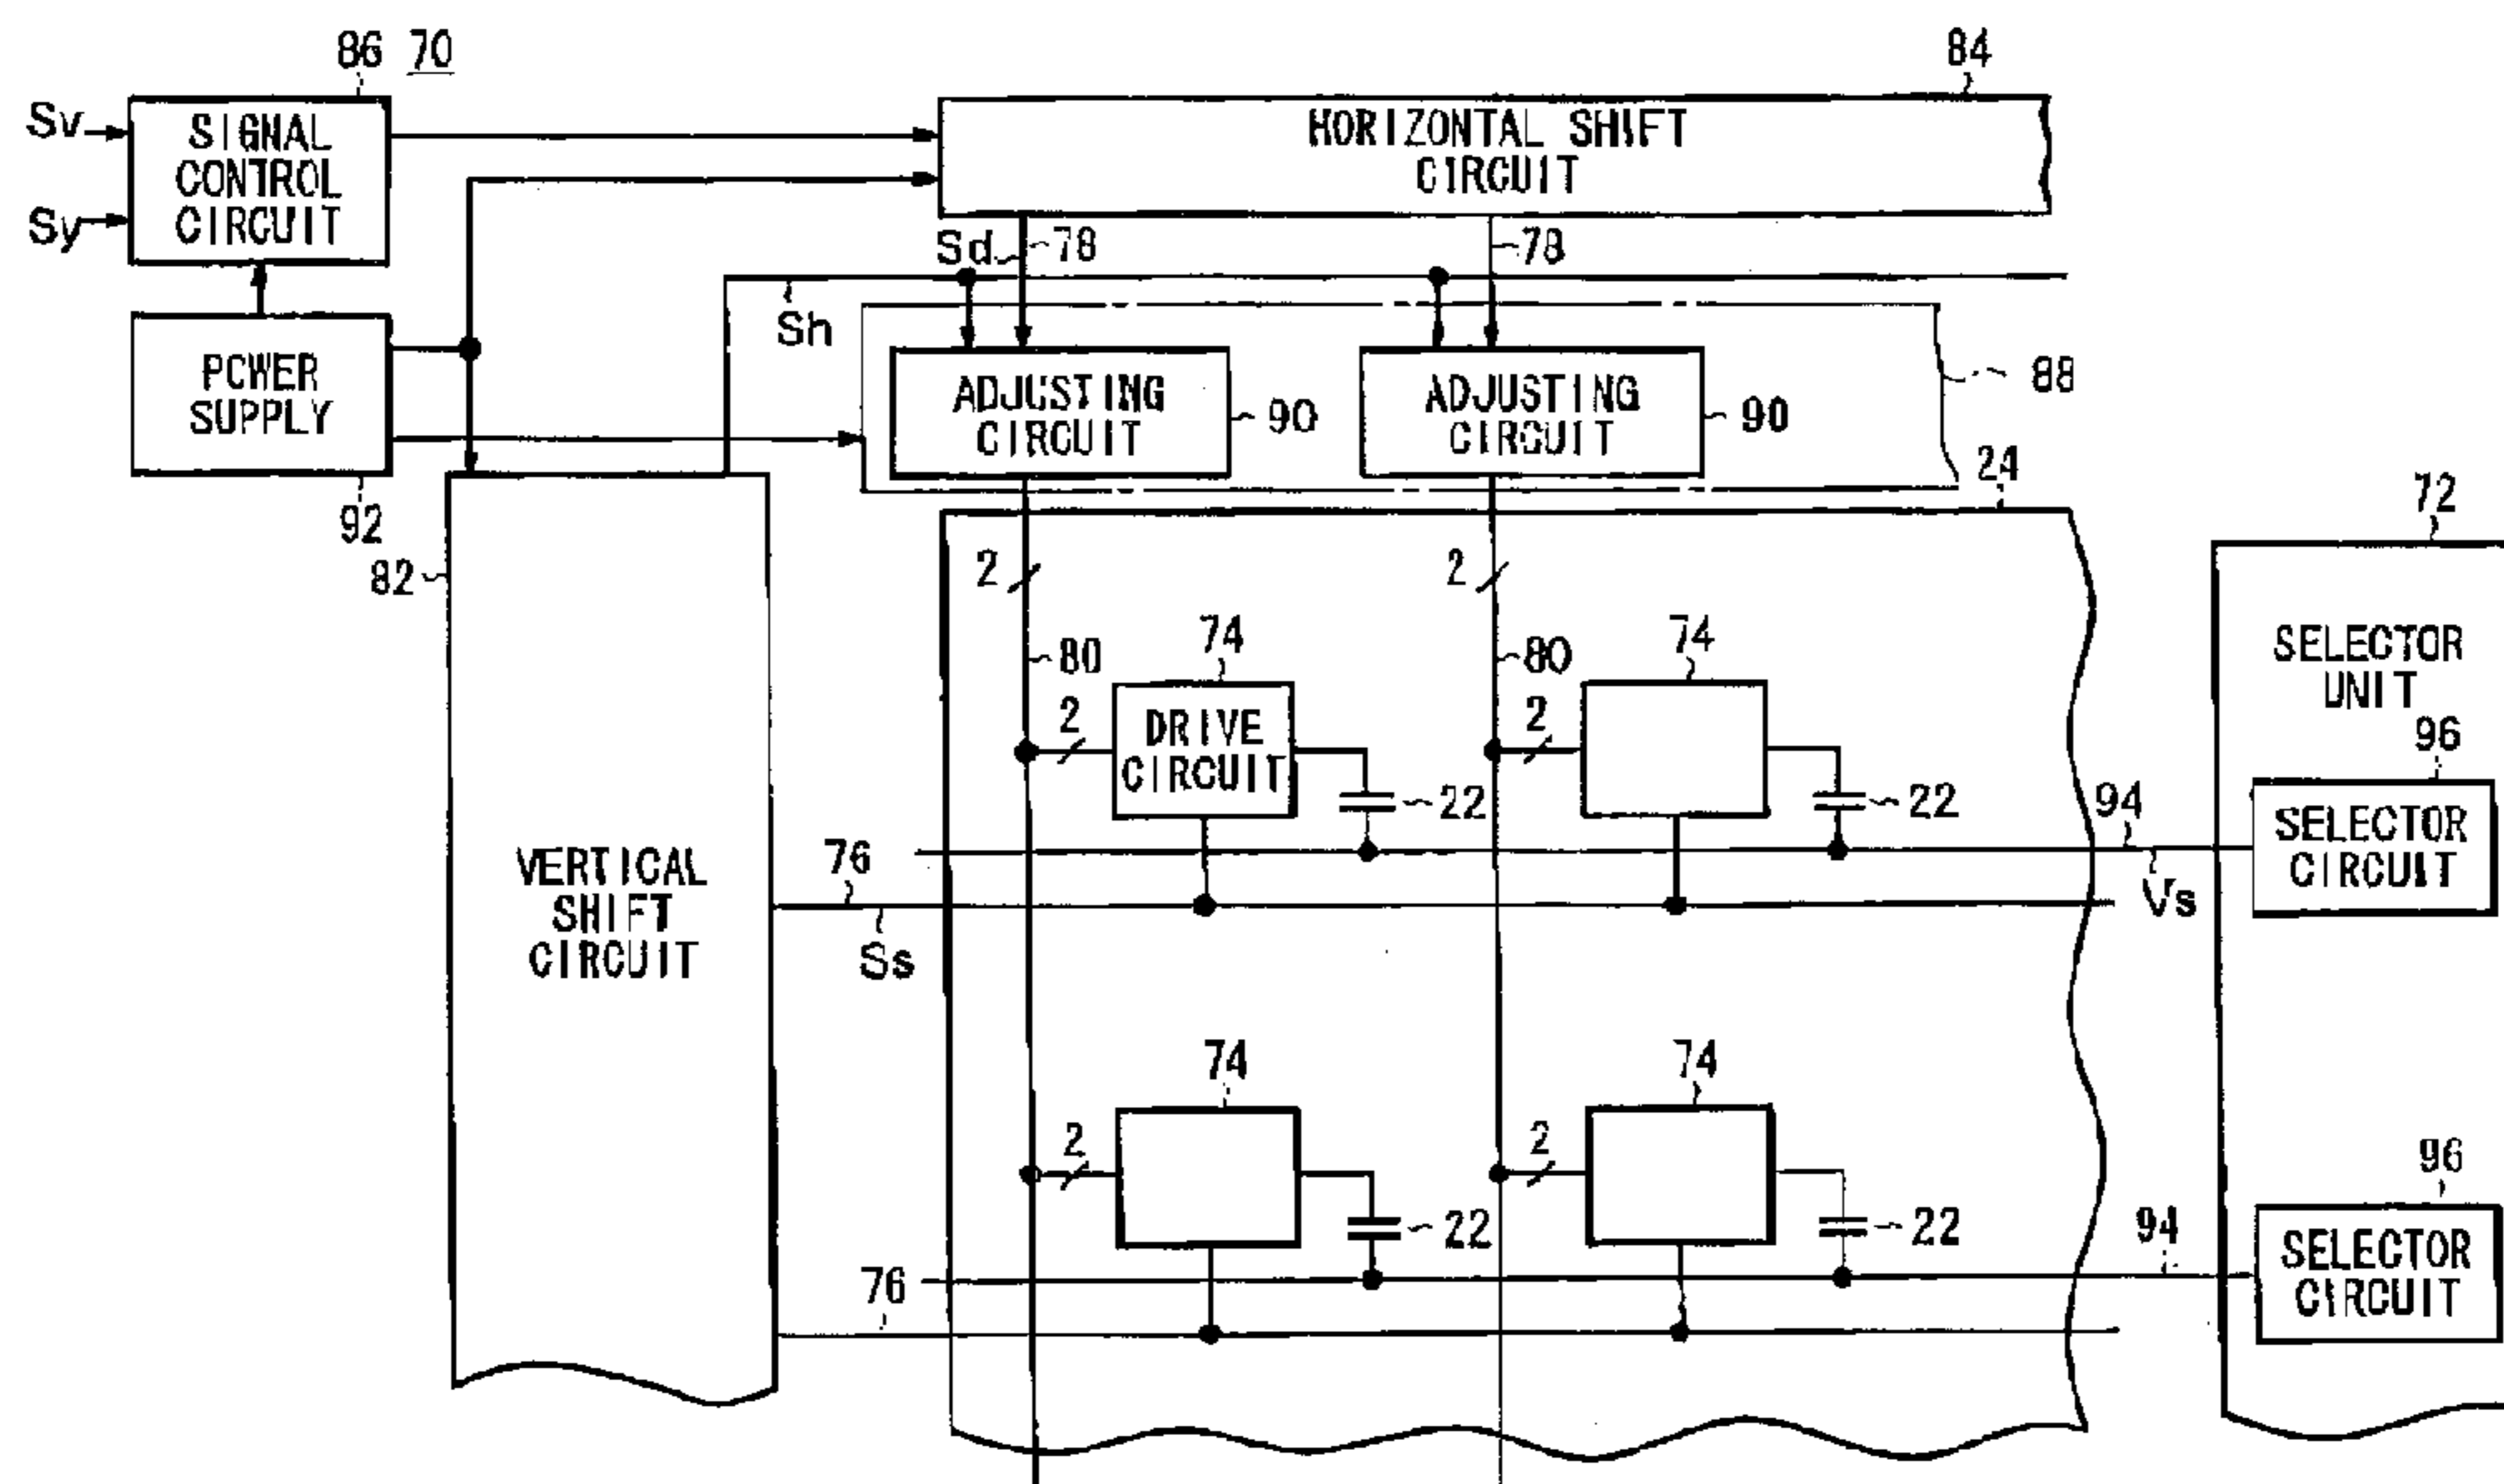 86 70
84
Sv
SIGNAL
CONTROL
CIRCUIT
HORIZONTAL SHIFT
CIRCUIT
Sy
Sd
78
78
Sh
POWER
SUPPLY
ADJUSTING
CIRCUIT
90
ADJUSTING
CIRCUIT
90
88
92
24
72
82
2
2
80
74
80
74
SELECTOR
UNIT
2
DRIVE
CIRCUIT
22
2
22
96
94
SELECTOR
CIRCUIT
Vs
VERTICAL
SHIFT
CIRCUIT
76
Ss
74
74
2
2
22
22
96
94
SELECTOR
CIRCUIT
76